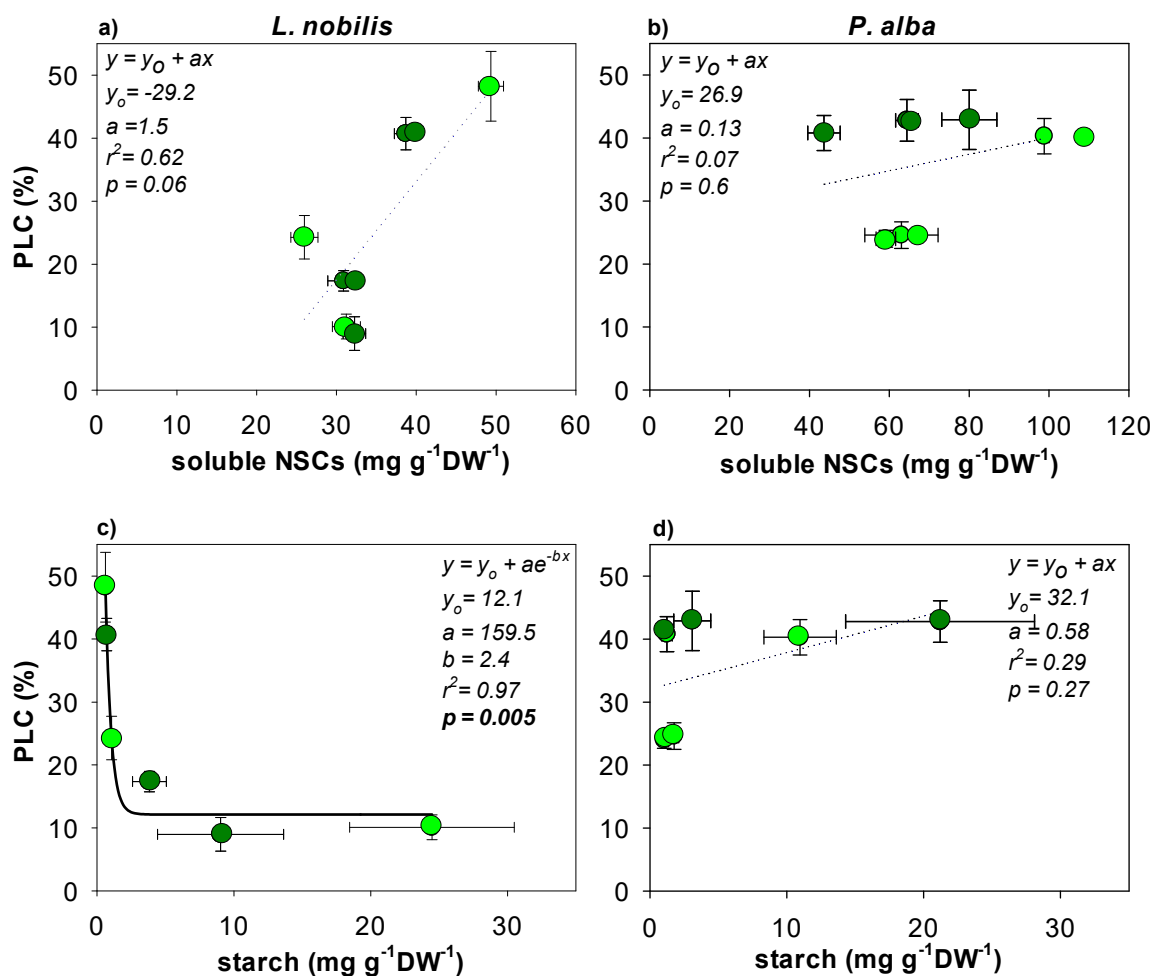 a)
L. nobilis
y = yo + ax
yo = -29.2
a = 1.5
r2 = 0.62
p = 0.06
PLC (%)
50
40
30
20
10
0
0 10 20 30 40 50 60
soluble NSCs (mg g-1DW-1)
b)
P. alba
y = yo + ax
yo = 26.9
a = 0.13
r2 = 0.07
p = 0.6
50
40
30
20
10
0
0 20 40 60 80 100 120
soluble NSCs (mg g-1DW-1)
c)
y = yo + ae-bx
yo = 12.1
a = 159.5
b = 2.4
r2 = 0.97
p = 0.005
PLC (%)
50
40
30
20
10
0
0 10 20 30
starch (mg g-1DW-1)
d)
y = yo + ax
yo = 32.1
a = 0.58
r2 = 0.29
p = 0.27
50
40
30
20
10
0
0 10 20 30
starch (mg g-1DW-1)